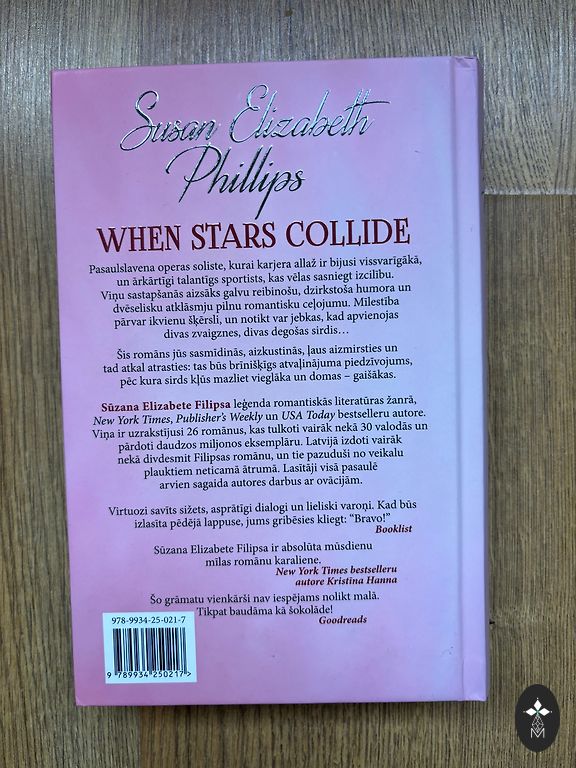 Susan Elizabeth
Phillips
WHEN STARS COLLIDE
Pasaulslavena operas soliste, kurai karjera allaž ir bijusi vissvarīgākā,
un ārkārtīgi talantīgs sportists, kas vēlas sasniegt izcilību.
Viņu sastapšanās aizsāks galvu reibinošu, dzirkstoša humora un
dvēselisku atklāsmju pilnu romantisku ceļojumu. Mīlestība
pārvar ikvienu šķērsli, un notikt var jebkas, kad apvienojas
divas zvaigznes, divas degošas sirdis…
Šis romāns jūs sasmīdinās, aizkustinās, ļaus aizmirsties un
tad atkal atrasties: tas būs brīnišķīgs atvaļinājuma piedzīvojums,
pēc kura sirds kļūs mazliet vieglāka un domas – gaišākas.
Sūzana Elizabete Filipsa leģenda romantiskās literatūras žanrā,
New York Times, Publisher's Weekly un USA Today bestselleru autore.
Viņa ir uzrakstījusi 26 romānus, kas tulkoti vairāk nekā 30 valodās un
pārdoti daudzos miljonos eksemplāru. Latvijā izdoti vairāk
nekā divdesmit Filipsas romānu, un tie pazuduši no veikalu
plauktiem neticamā ātrumā. Lasītāji visā pasaulē
arvien sagaida autores darbus ar ovācijām.
Virtuozi savīts sižets, asprātīgi dialogi un lieliski varoņi. Kad būs
izlasīta pēdējā lappuse, jums gribēsies kliegt: “Bravo!”
Booklist
Sūzana Elizabete Filipsa ir absolūta mūsdienu
mīlas romānu karaliene.
New York Times bestselleru
autore Kristīna Hanna
Šo grāmatu vienkārši nav iespējams nolikt malā.
Tikpat baudāma kā šokolāde!
Goodreads
978-9934-25-021-7
9 789934 250217>
M